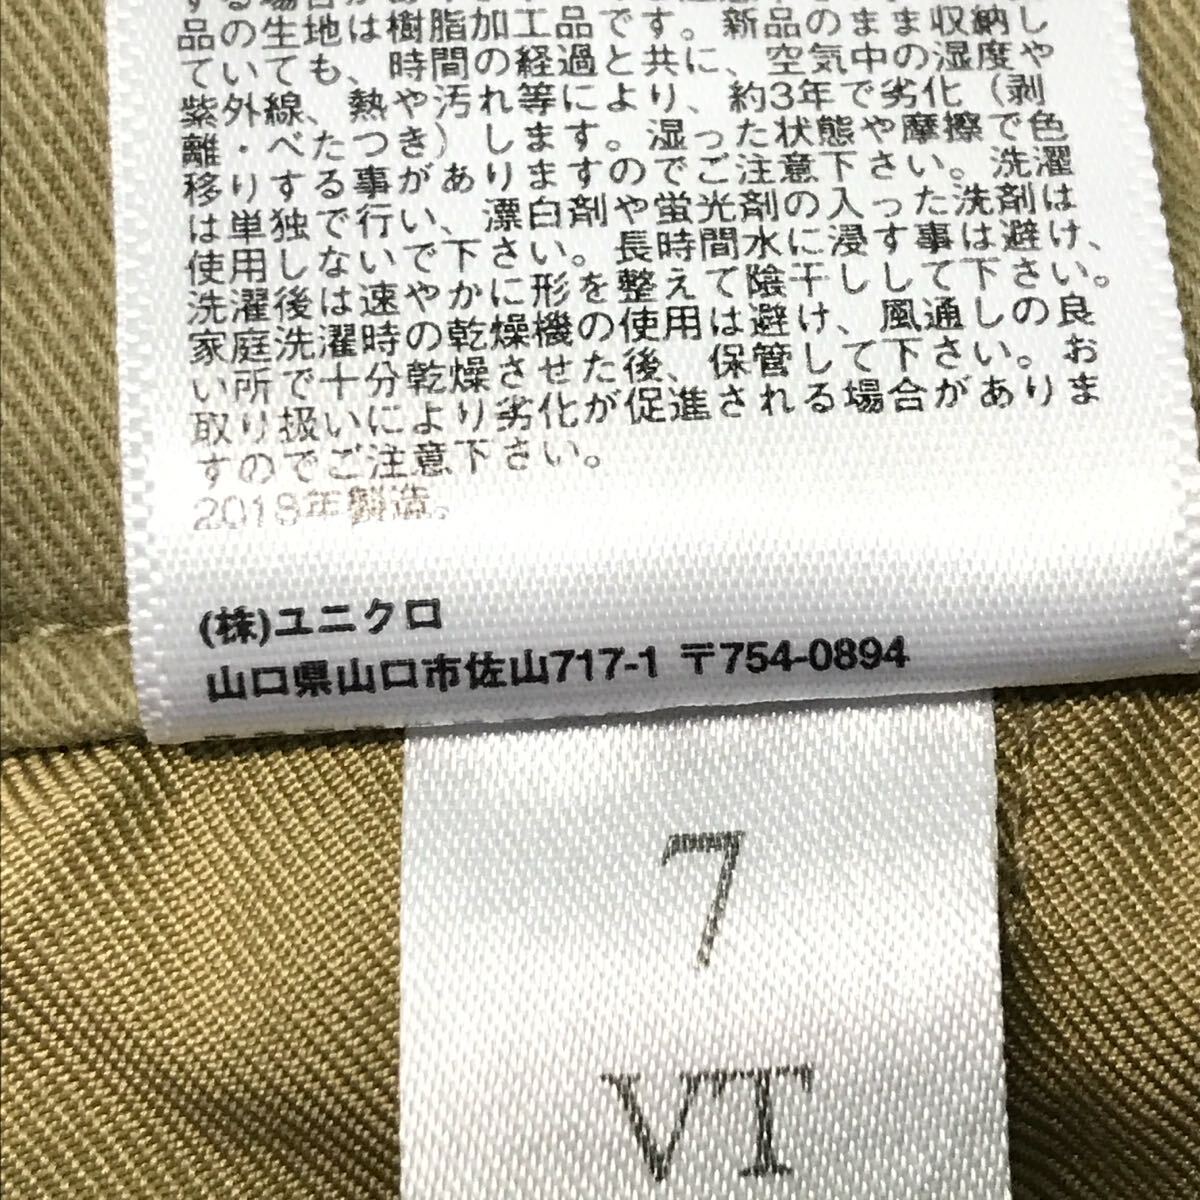 品の生地は樹脂加工品です。新品のまま収納し
ていても、時間の経過と共に、空気中の湿度や
紫外線、熱や汚れ等により、約3年で劣化（剥
離・べたつき）します。湿った状態や摩擦で色
移りする事がありますのでご注意下さい。洗濯
は単独で行い、漂白剤や蛍光剤の入った洗剤は
使用しないで下さい。長時間水に浸す事は避け、
洗濯後は速やかに形を整えて陰干しして下さい。
家庭洗濯時の乾燥機の使用は避け、風通しの良
い所で十分乾燥させた後、保管して下さい。お
取り扱いにより劣化が促進される場合がありま
すのでご注意下さい。
2018年製造。
(株)ユニクロ
山口県山口市佐山717-1 〒754-0894
7
VT